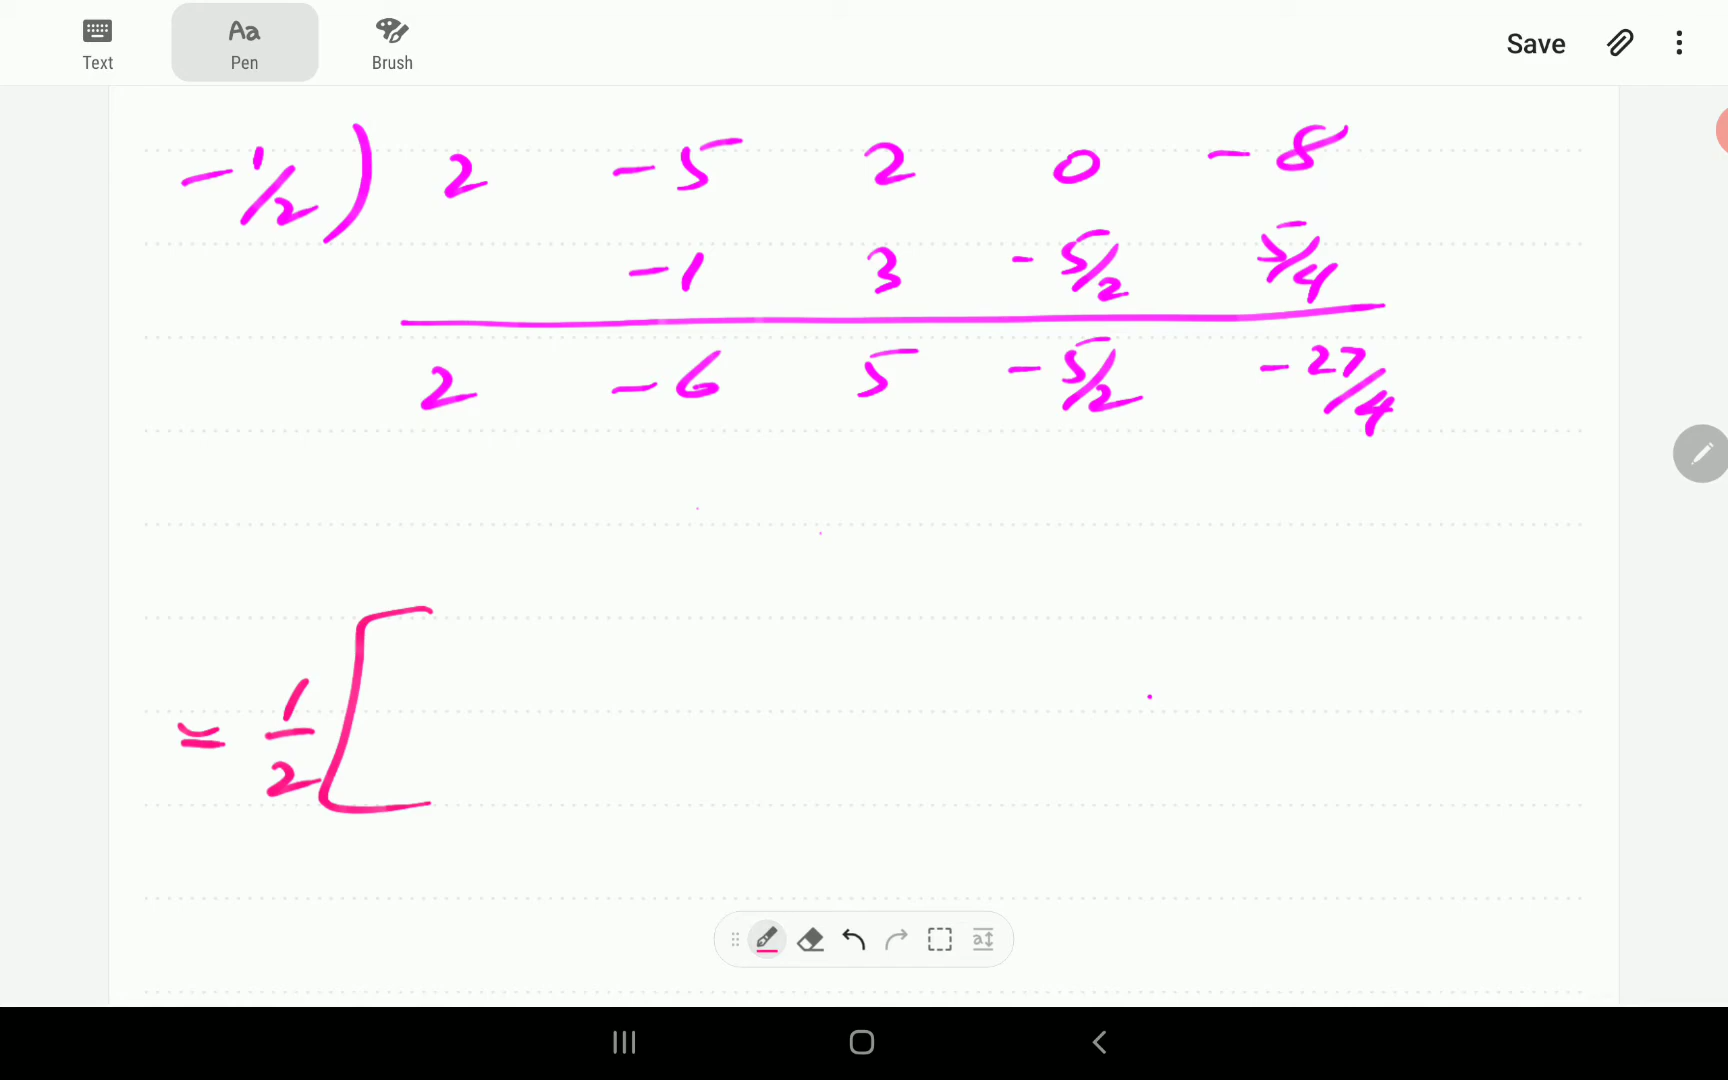 Text Pen Brush Save
-1/2) 2 -5 2 0 -8
-1 3 -5/2 5/4
2 -6 5 -5/2 -27/4
= 1/2 [